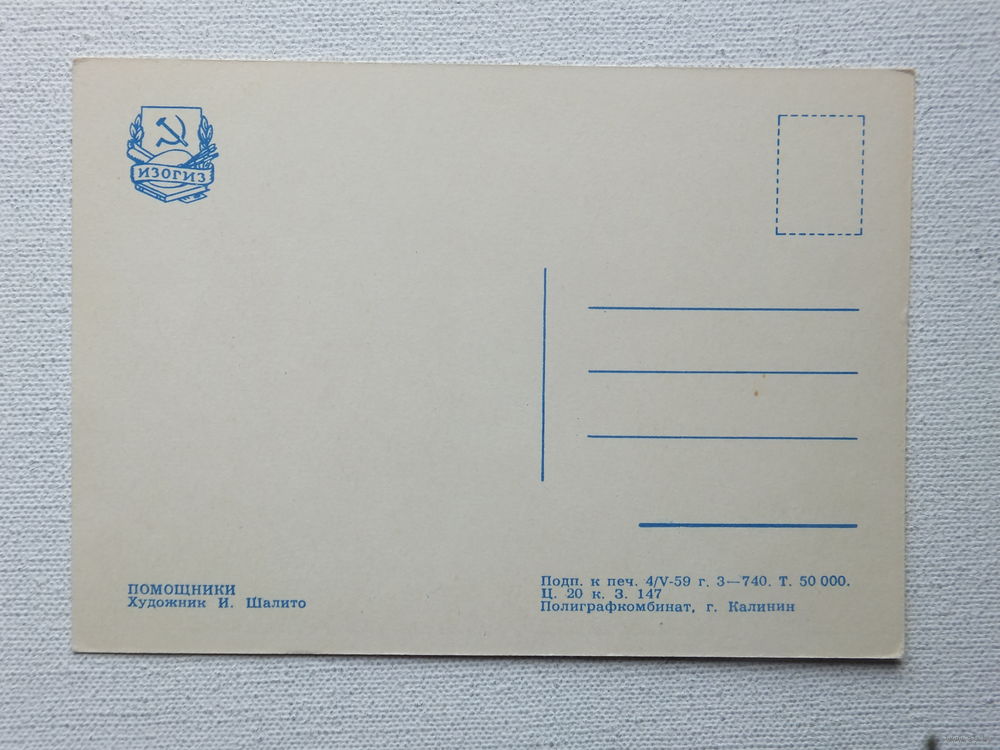 ИЗОГИЗ
ПОМОЩНИКИ
Художник И. Шалито
Подп. к печ. 4/V-59 г. 3—740. Т. 50 000.
Ц. 20 к. З. 147
Полиграфкомбинат, г. Калинин